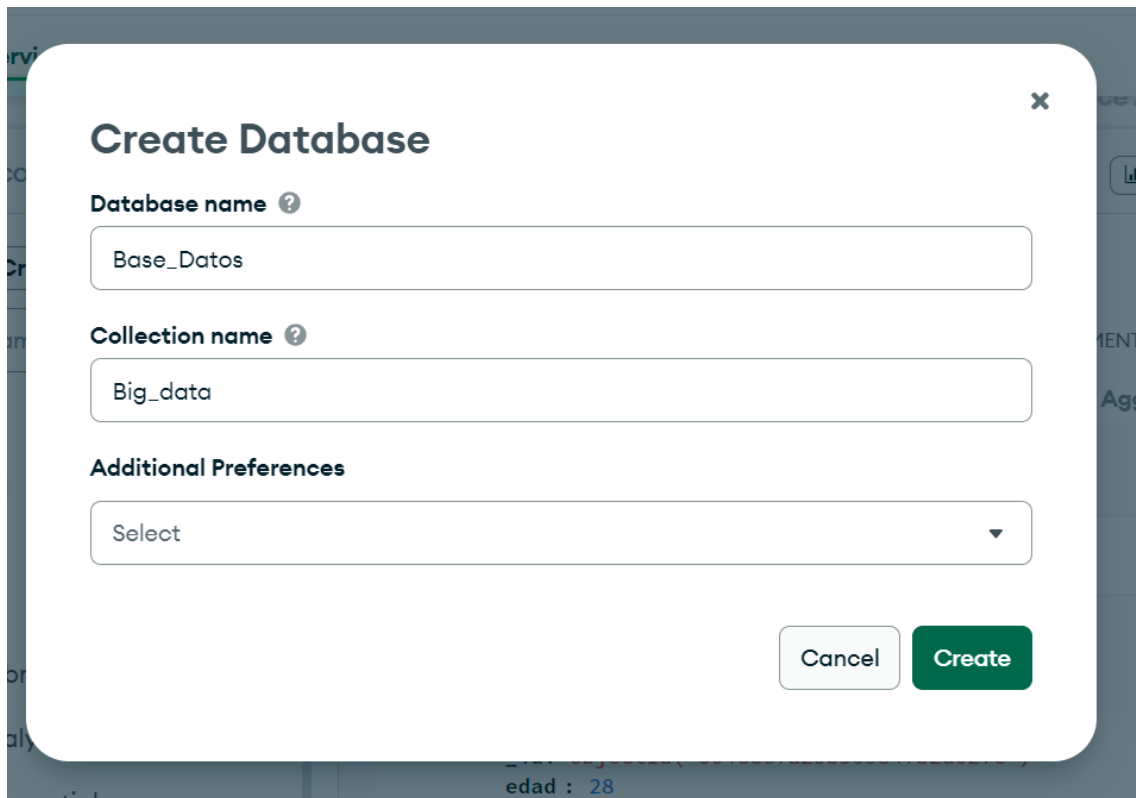 Create Database
Database name
Base_Datos
Collection name
Big_data
Additional Preferences
Select
Cancel
Create
edad : 28